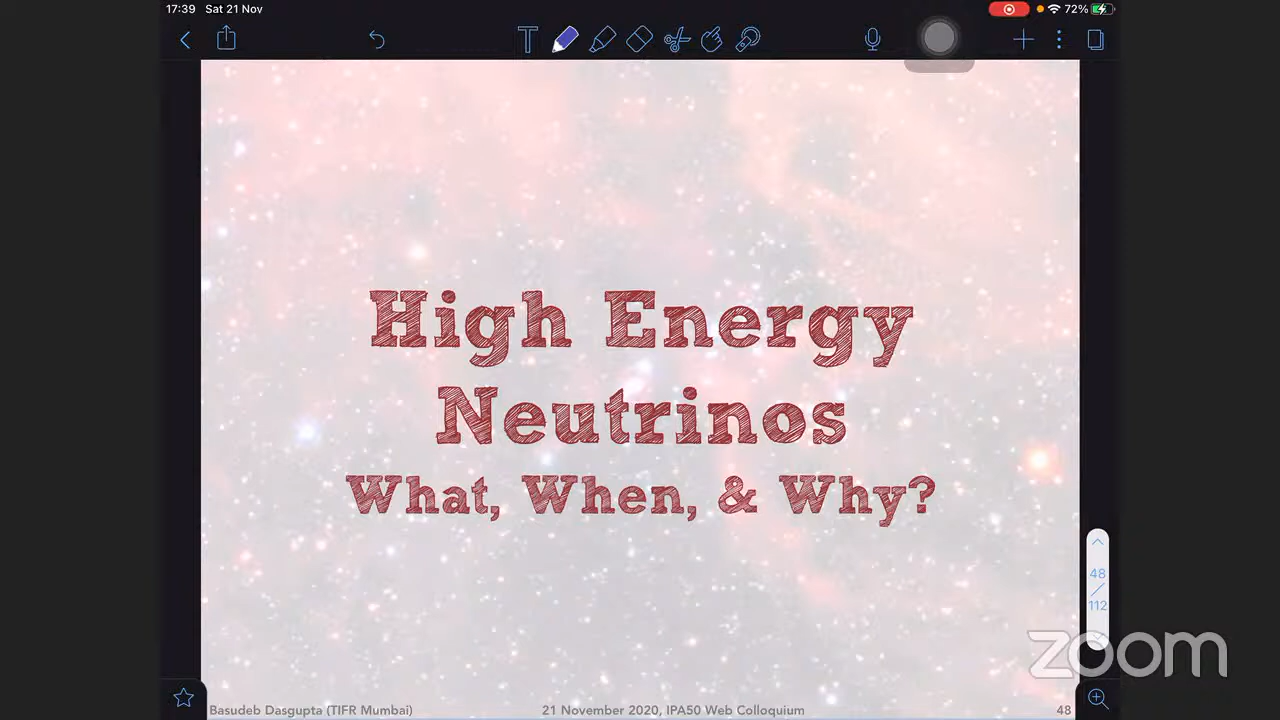 17:39 Sat 21 Nov
72%
High Energy
Neutrinos
What, When, & Why?
48
112
zoom
Basudeb Dasgupta (TIFR Mumbai) 21 November 2020, IPA50 Web Colloquium 48